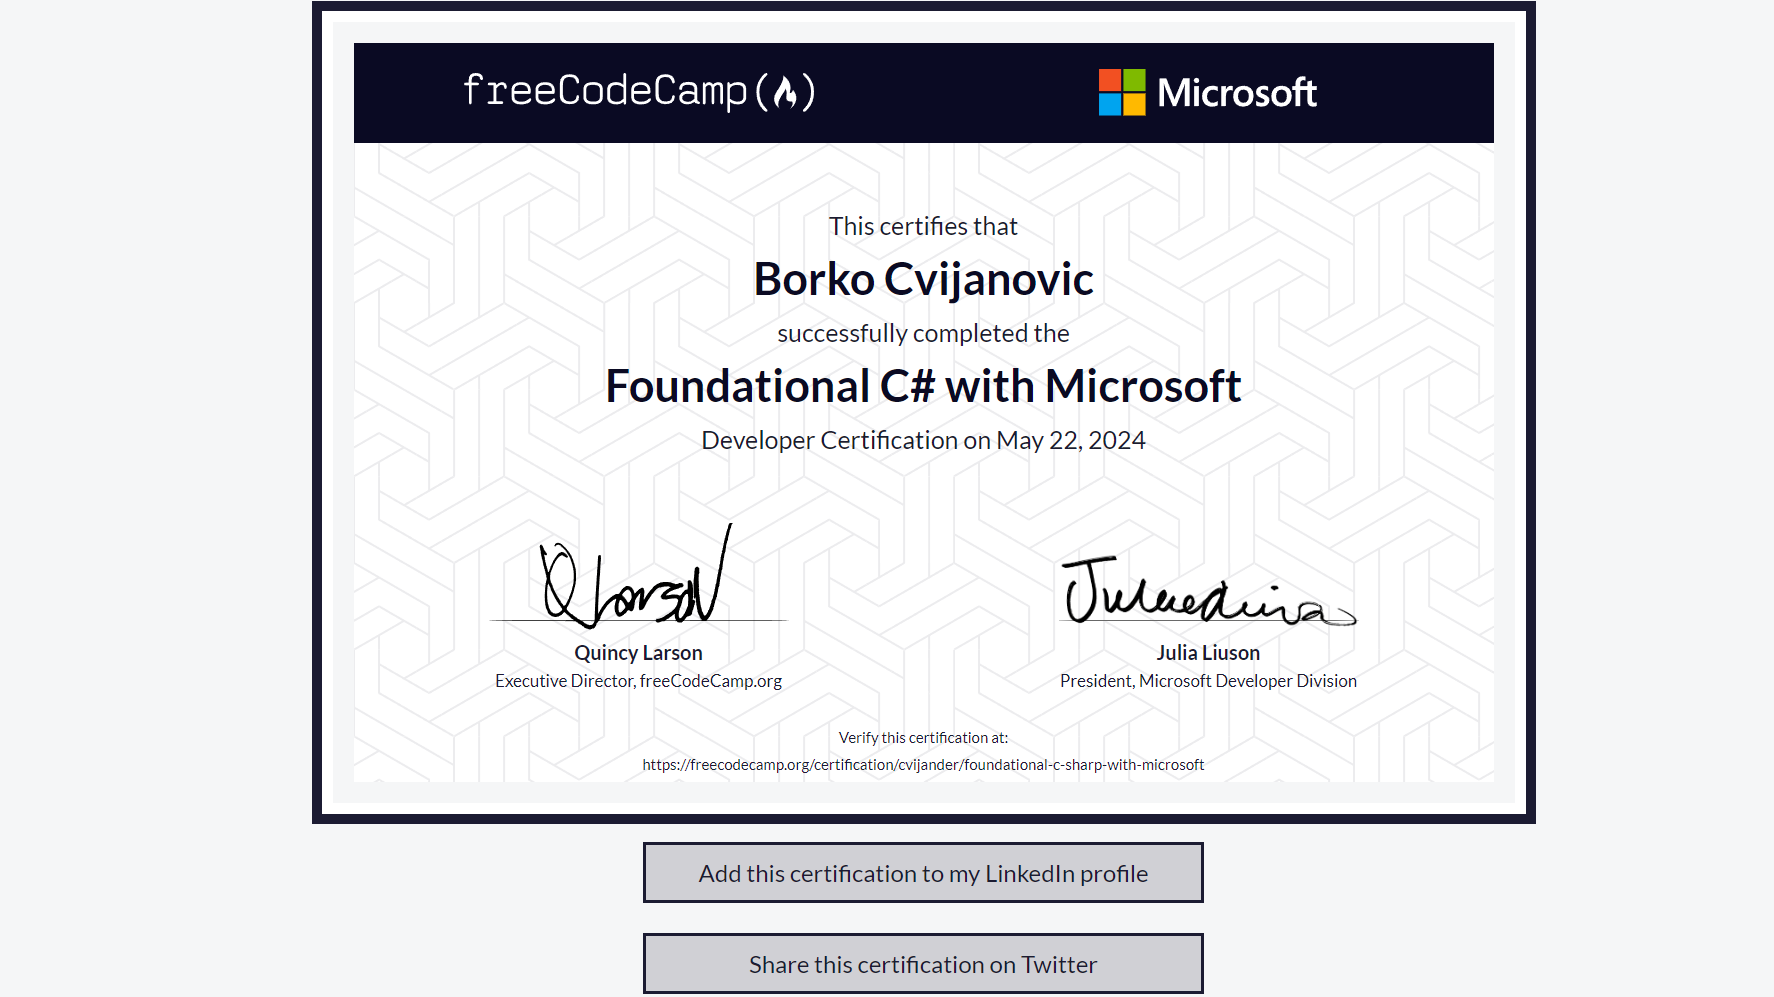 freeCodeCamp
Microsoft
This certifies that
Borko Cvijanovic
successfully completed the
Foundational C# with Microsoft
Developer Certification on May 22, 2024
Quincy Larson
Executive Director, freeCodeCamp.org
Julia Liuson
President, Microsoft Developer Division
Verify this certification at:
https://freecodecamp.org/certification/cvijander/foundational-c-sharp-with-microsoft
Add this certification to my LinkedIn profile
Share this certification on Twitter